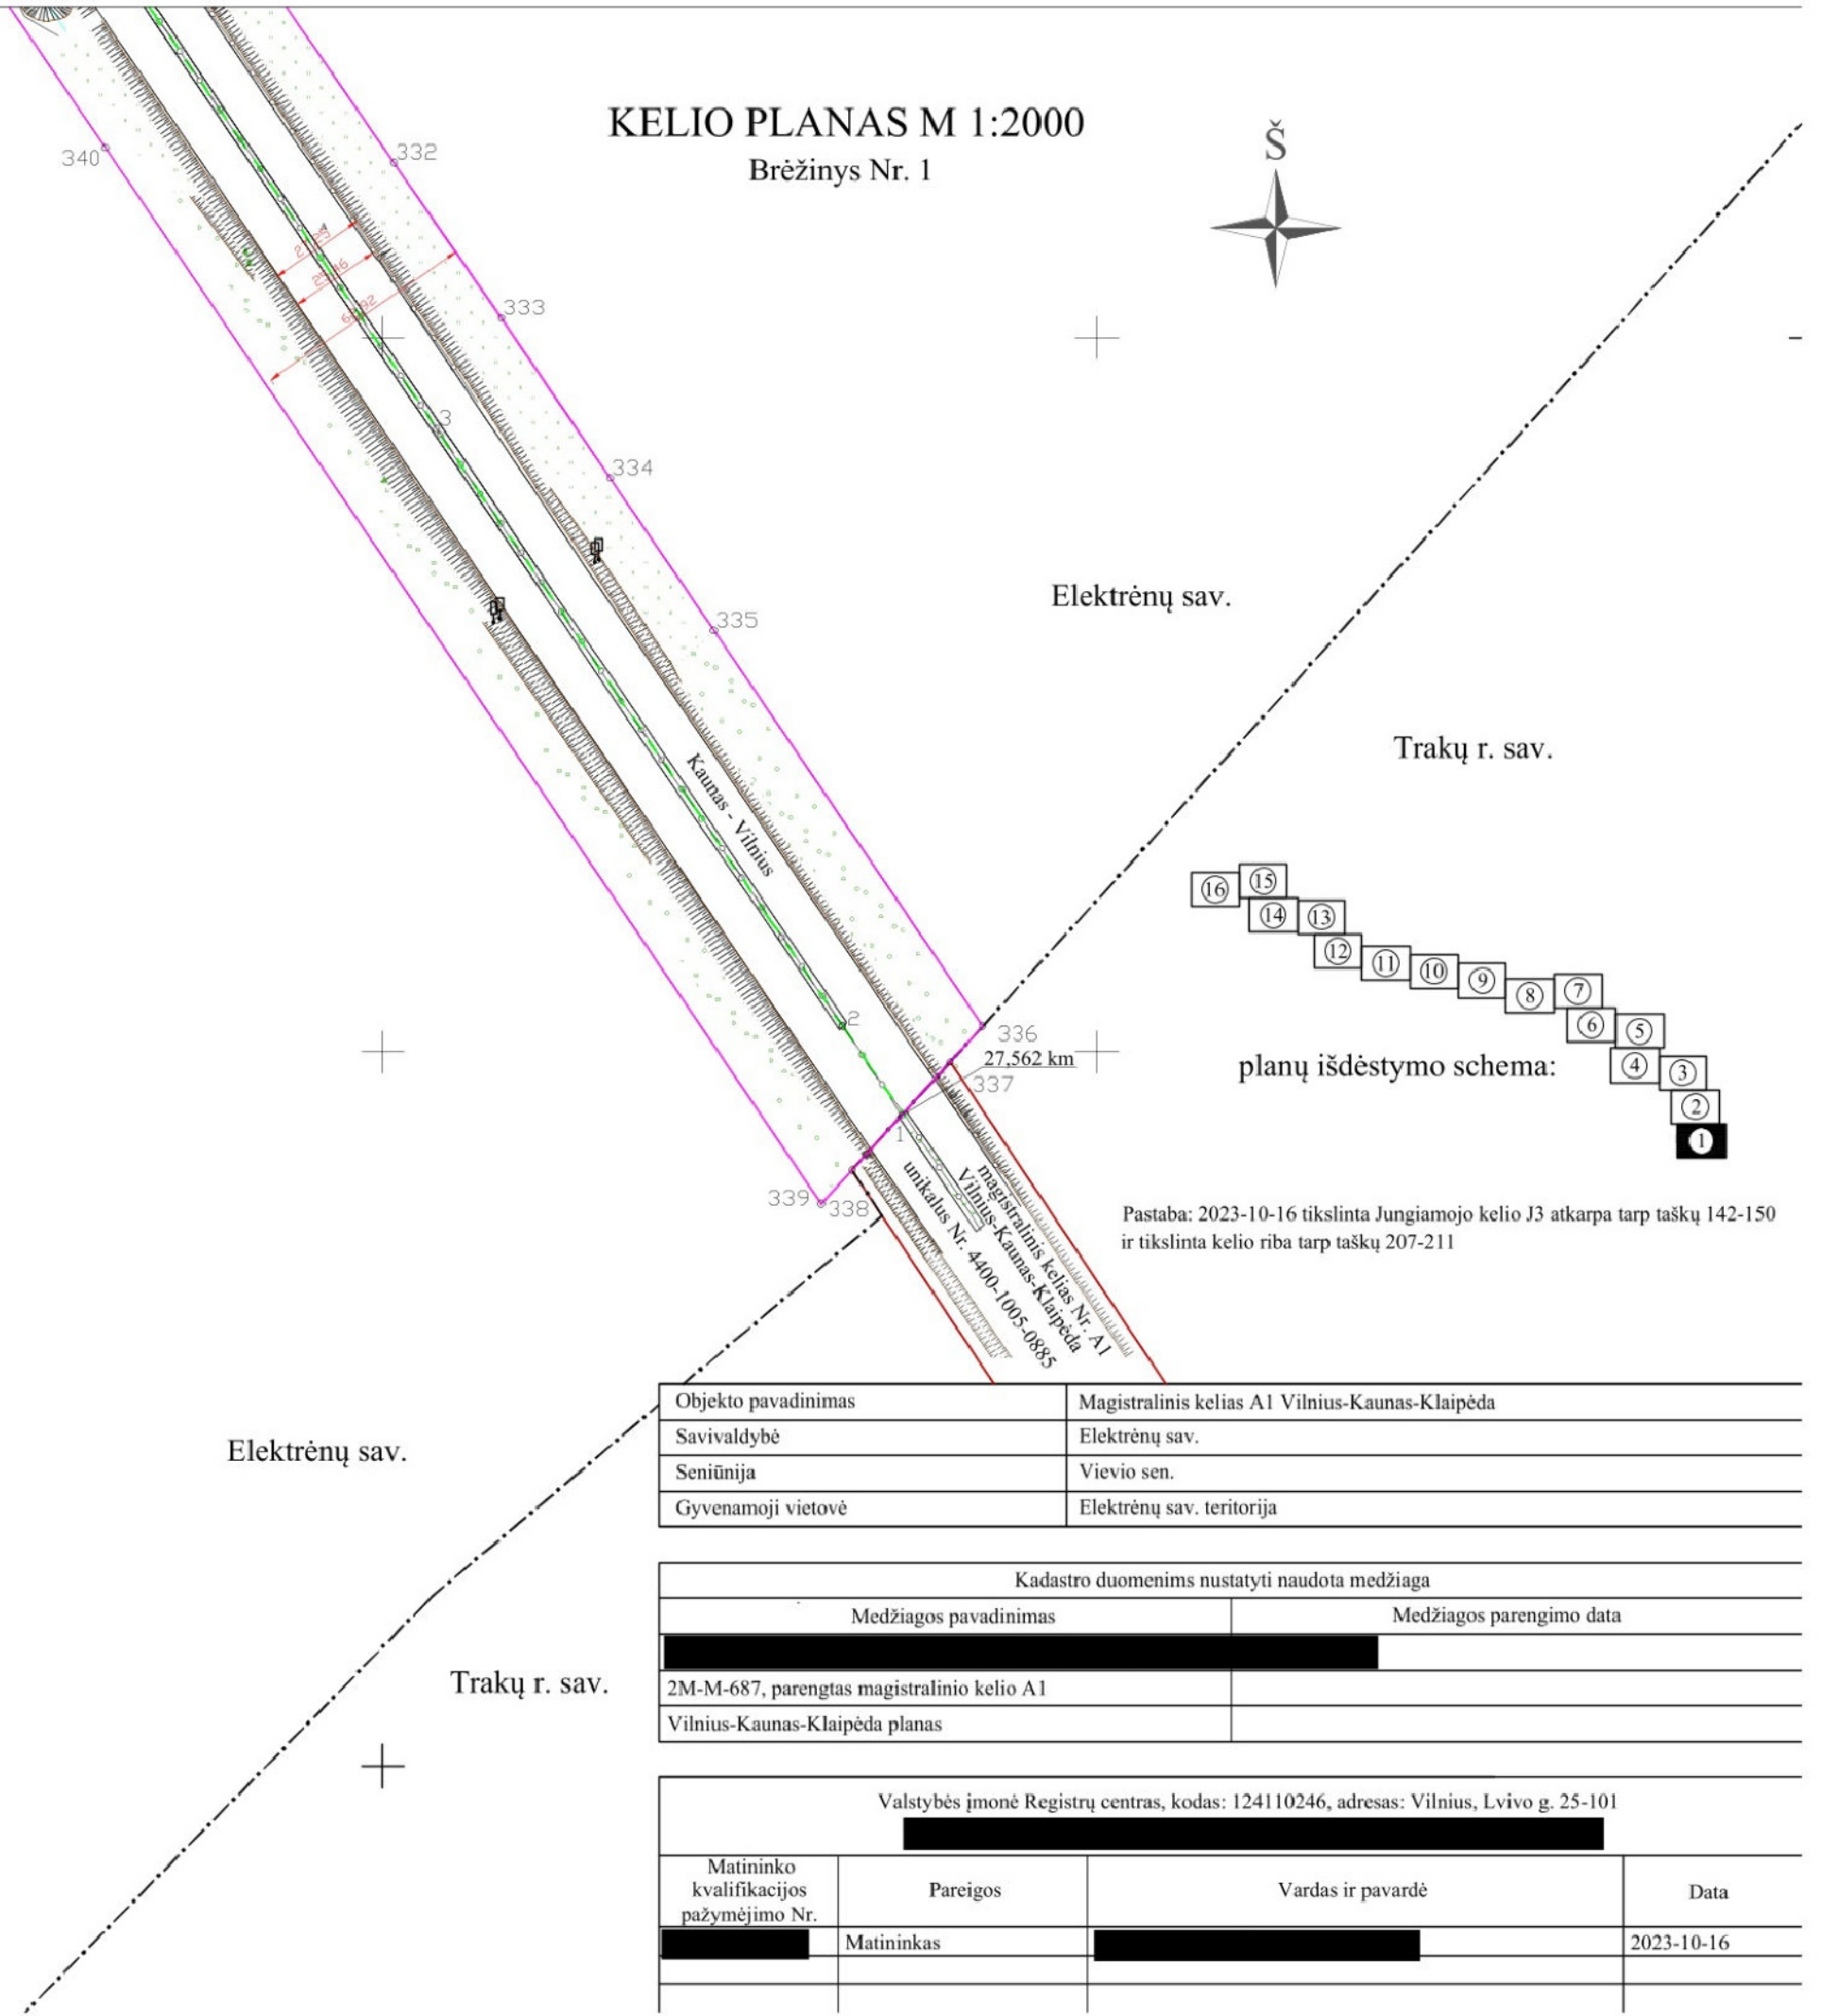 KELIO PLANAS M 1:2000
Brėžinys Nr. 1
Š
340
332
333
3
334
335
Elektrėnų sav.
Trakų r. sav.
Kaunas - Vilnius
16
15
14
13
12
11
10
9
8
7
6
5
4
3
2
1
planų išdėstymo schema:
2
336
27,562 km
337
1
339
338
magistralinis kelias Nr. A1
Vilnius-Kaunas-Klaipėda
unikalus Nr. 4400-1005-0885
Pastaba: 2023-10-16 tikslinta Jungiamojo kelio J3 atkarpa tarp taškų 142-150
ir tikslinta kelio riba tarp taškų 207-211
Objekto pavadinimas Magistralinis kelias A1 Vilnius-Kaunas-Klaipėda
Savivaldybė Elektrėnų sav.
Seniūnija Vievio sen.
Gyvenamoji vietovė Elektrėnų sav. teritorija
Elektrėnų sav.
Trakų r. sav.
Kadastro duomenims nustatyti naudota medžiaga
Medžiagos pavadinimas Medžiagos parengimo data
2M-M-687, parengtas magistralinio kelio A1
Vilnius-Kaunas-Klaipėda planas
Valstybės įmonė Registrų centras, kodas: 124110246, adresas: Vilnius, Lvivo g. 25-101
Matininko
kvalifikacijos
pažymėjimo Nr.
Pareigos
Vardas ir pavardė
Data
Matininkas
2023-10-16